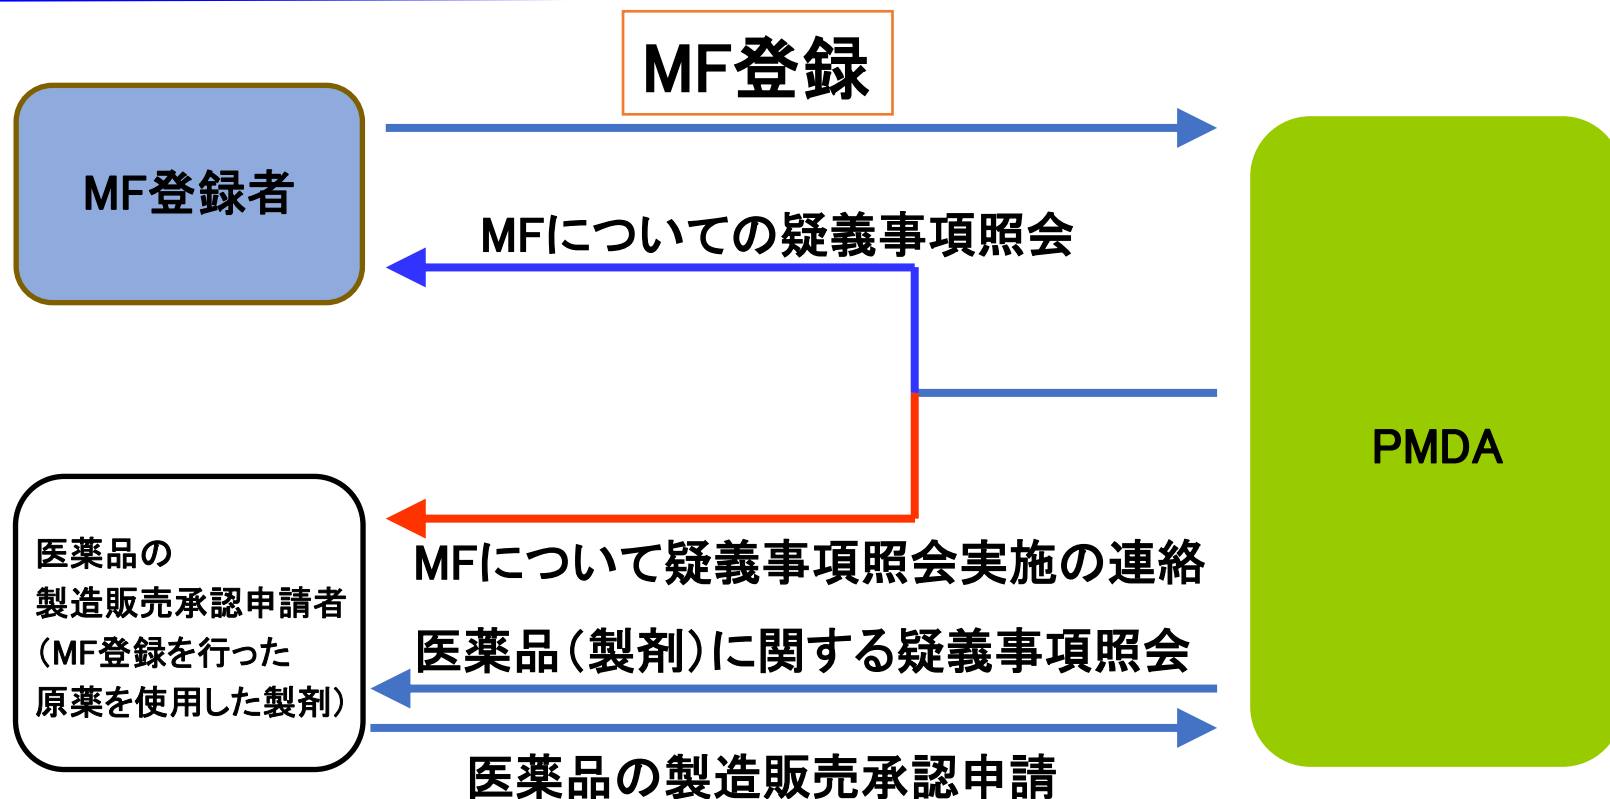 MF登録
MF登録者
MFについての疑義事項照会
PMDA
MFについて疑義事項照会実施の連絡
医薬品の
製造販売承認申請者
（MF登録を行った
原薬を使用した製剤）
医薬品（製剤）に関する疑義事項照会
医薬品の製造販売承認申請